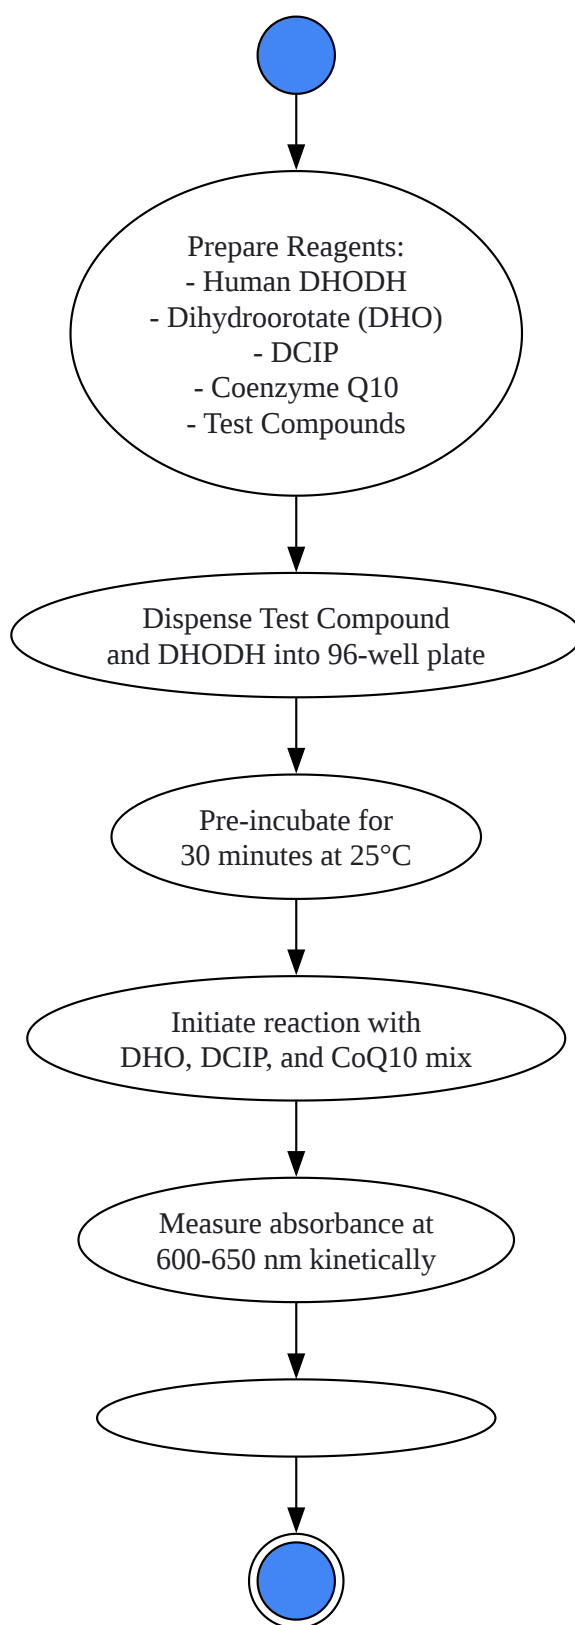 Prepare Reagents:
- Human DHODH
- Dihydroorotate (DHO)
- DCIP
- Coenzyme Q10
- Test Compounds
Dispense Test Compound
and DHODH into 96-well plate
Pre-incubate for
30 minutes at 25°C
Initiate reaction with
DHO, DCIP, and CoQ10 mix
Measure absorbance at
600-650 nm kinetically